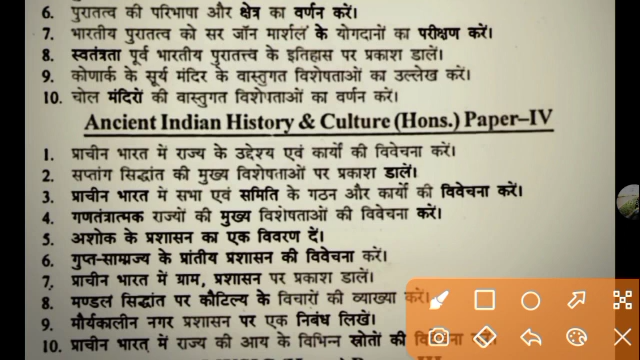 6. पुरातत्व की परिभाषा और क्षेत्र का वर्णन करें।
7. भारतीय पुरातत्व को सर जॉन मार्शल के योगदानों का परीक्षण करें।
8. स्वतंत्रता पूर्व भारतीय पुरातत्त्व के इतिहास पर प्रकाश डालें।
9. कोणार्क के सूर्य मंदिर के वास्तुगत विशेषताओं का उल्लेख करें।
10. चोल मंदिरों की वास्तुगत विशेषताओं का वर्णन करें।
Ancient Indian History & Culture (Hons.) Paper–IV
1. प्राचीन भारत में राज्य के उद्देश्य एवं कार्यों की विवेचना करें।
2. सप्तांग सिद्धांत की मुख्य विशेषताओं पर प्रकाश डालें।
3. प्राचीन भारत में सभा एवं समिति के गठन और कार्यों की विवेचना करें।
4. गणतंत्रात्मक राज्यों की मुख्य विशेषताओं की विवेचना करें।
5. अशोक के प्रशासन का एक विवरण दें।
6. गुप्त-साम्राज्य के प्रांतीय प्रशासन की विवेचना करें।
7. प्राचीन भारत में ग्राम, प्रशासन पर प्रकाश डालें।
8. मण्डल सिद्धांत पर कौटिल्य के विचारों की व्याख्या करें।
9. मौर्यकालीन नगर प्रशासन पर एक निबंध लिखें।
10. प्राचीन भारत में राज्य की आय के विभिन्न स्रोतों की